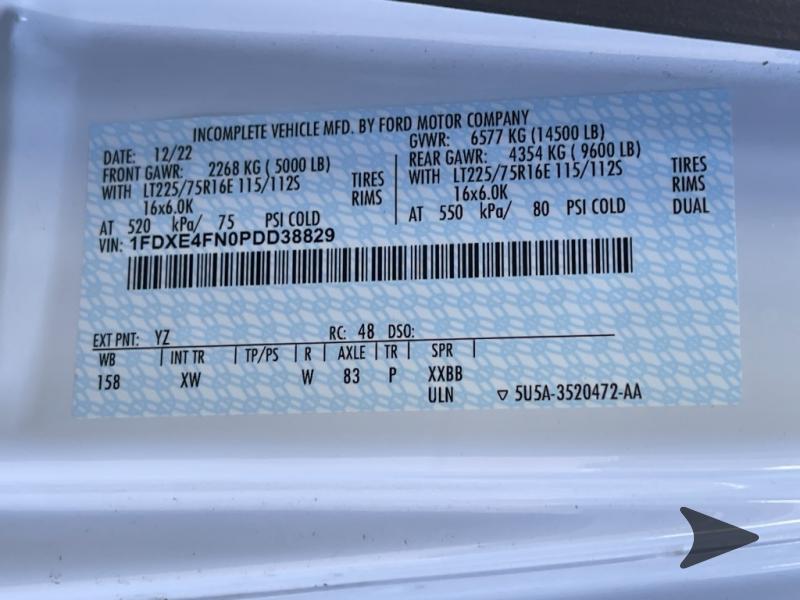 INCOMPLETE VEHICLE MFD. BY FORD MOTOR COMPANY
DATE: 12/22 GVWR: 6577 KG (14500 LB)
FRONT GAWR: 2268 KG ( 5000 LB) REAR GAWR: 4354 KG ( 9600 LB)
WITH LT225/75R16E 115/112S TIRES WITH LT225/75R16E 115/112S TIRES
16x6.0K RIMS 16x6.0K RIMS
AT 520 kPa/ 75 PSI COLD AT 550 kPa/ 80 PSI COLD DUAL
VIN: 1FDXE4FN0PDD38829
EXT PNT: YZ RC: 48 DSO:
WB INT TR TP/PS R AXLE TR SPR
158 XW W 83 P XXBB
ULN ▽ 5U5A-3520472-AA